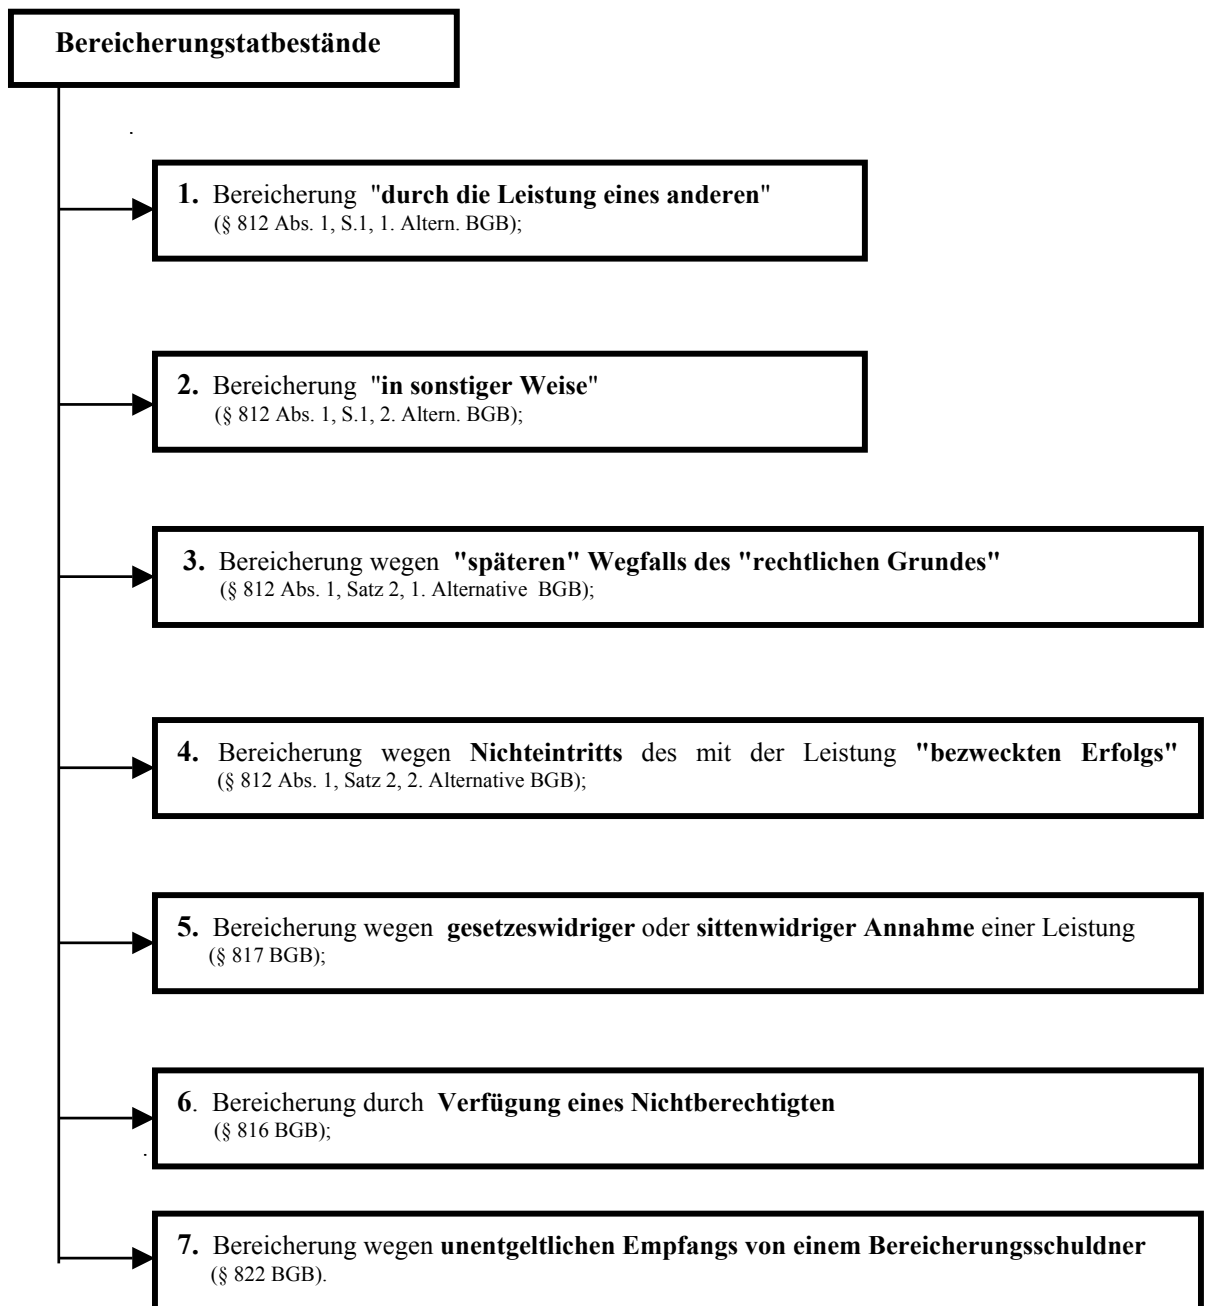 Bereicherungstatbestände
1. Bereicherung "durch die Leistung eines anderen"
(§ 812 Abs. 1, S.1, 1. Altern. BGB);
2. Bereicherung "in sonstiger Weise"
(§ 812 Abs. 1, S.1, 2. Altern. BGB);
3. Bereicherung wegen "späteren" Wegfalls des "rechtlichen Grundes"
(§ 812 Abs. 1, Satz 2, 1. Alternative BGB);
4. Bereicherung wegen Nichteintritts des mit der Leistung "bezweckten Erfolgs"
(§ 812 Abs. 1, Satz 2, 2. Alternative BGB);
5. Bereicherung wegen gesetzeswidriger oder sittenwidriger Annahme einer Leistung
(§ 817 BGB);
6. Bereicherung durch Verfügung eines Nichtberechtigten
(§ 816 BGB);
7. Bereicherung wegen unentgeltlichen Empfangs von einem Bereicherungsschuldner
(§ 822 BGB).